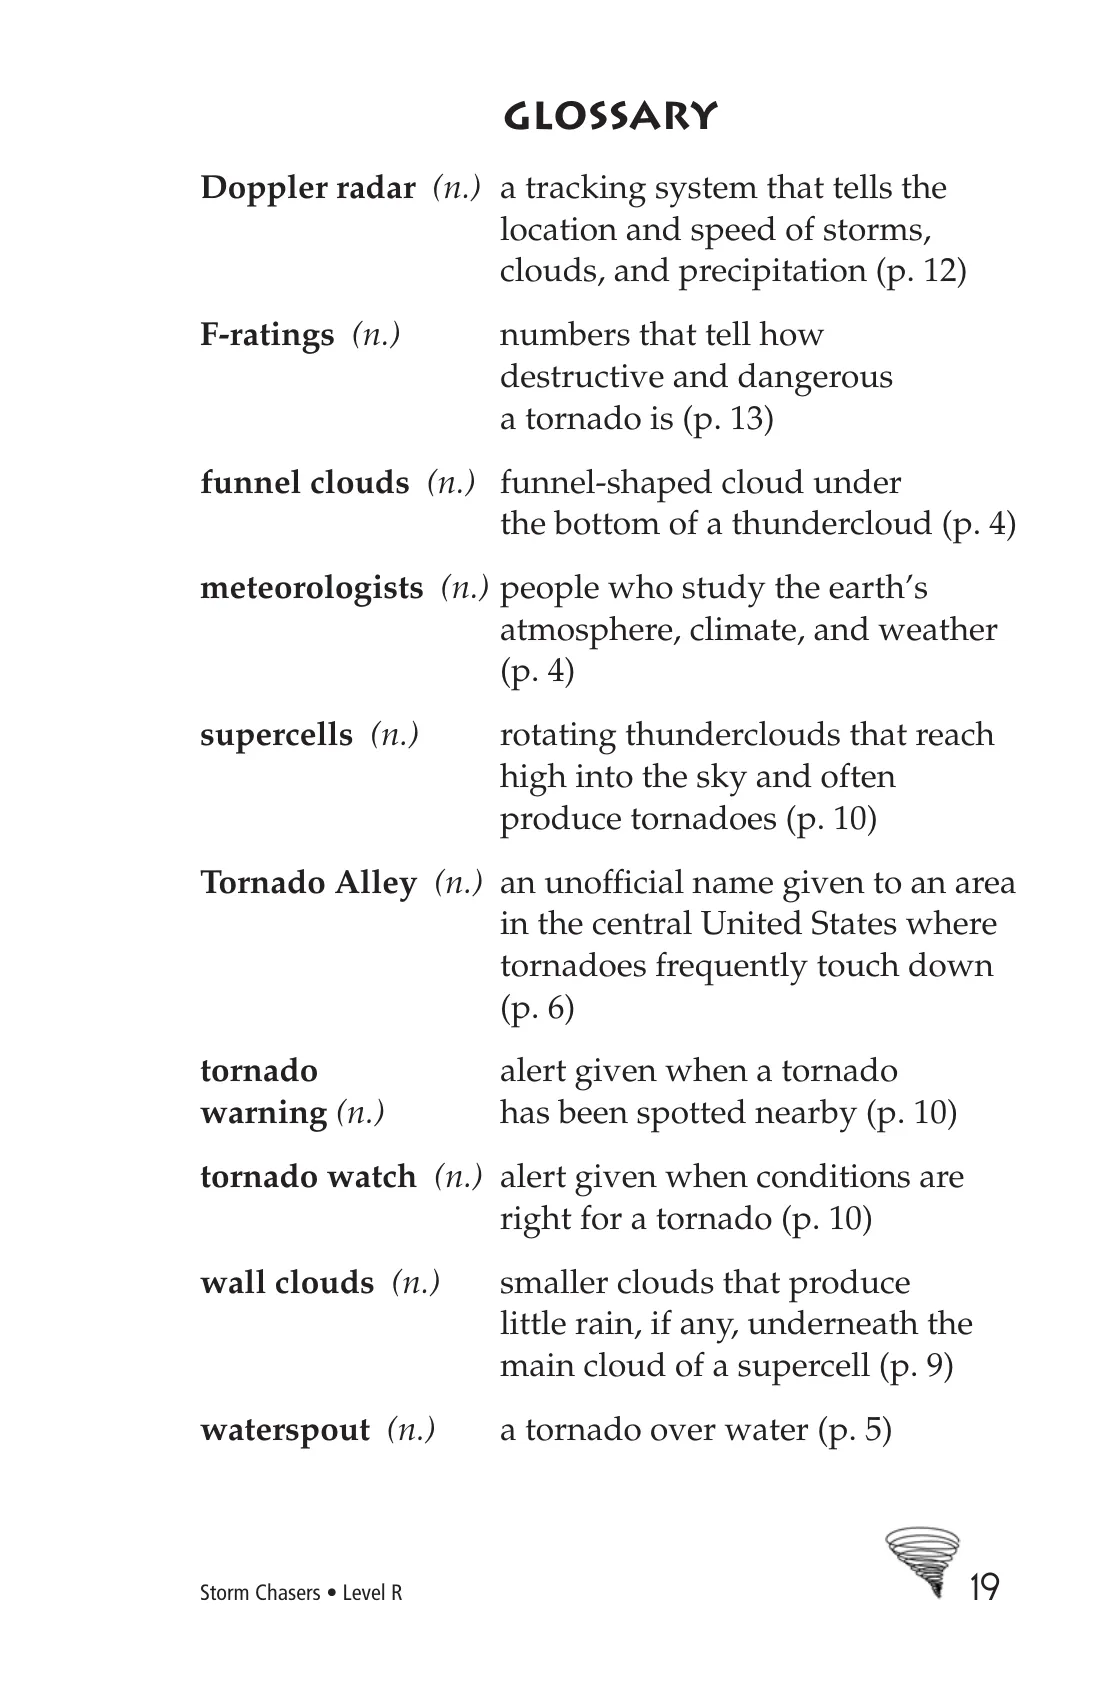 GLOSSARY
Doppler radar (n.) a tracking system that tells the
location and speed of storms,
clouds, and precipitation (p. 12)
F-ratings (n.) numbers that tell how
destructive and dangerous
a tornado is (p. 13)
funnel clouds (n.) funnel-shaped cloud under
the bottom of a thundercloud (p. 4)
meteorologists (n.) people who study the earth’s
atmosphere, climate, and weather
(p. 4)
supercells (n.) rotating thunderclouds that reach
high into the sky and often
produce tornadoes (p. 10)
Tornado Alley (n.) an unofficial name given to an area
in the central United States where
tornadoes frequently touch down
(p. 6)
tornado alert given when a tornado
warning (n.) has been spotted nearby (p. 10)
tornado watch (n.) alert given when conditions are
right for a tornado (p. 10)
wall clouds (n.) smaller clouds that produce
little rain, if any, underneath the
main cloud of a supercell (p. 9)
waterspout (n.) a tornado over water (p. 5)
Storm Chasers • Level R 19